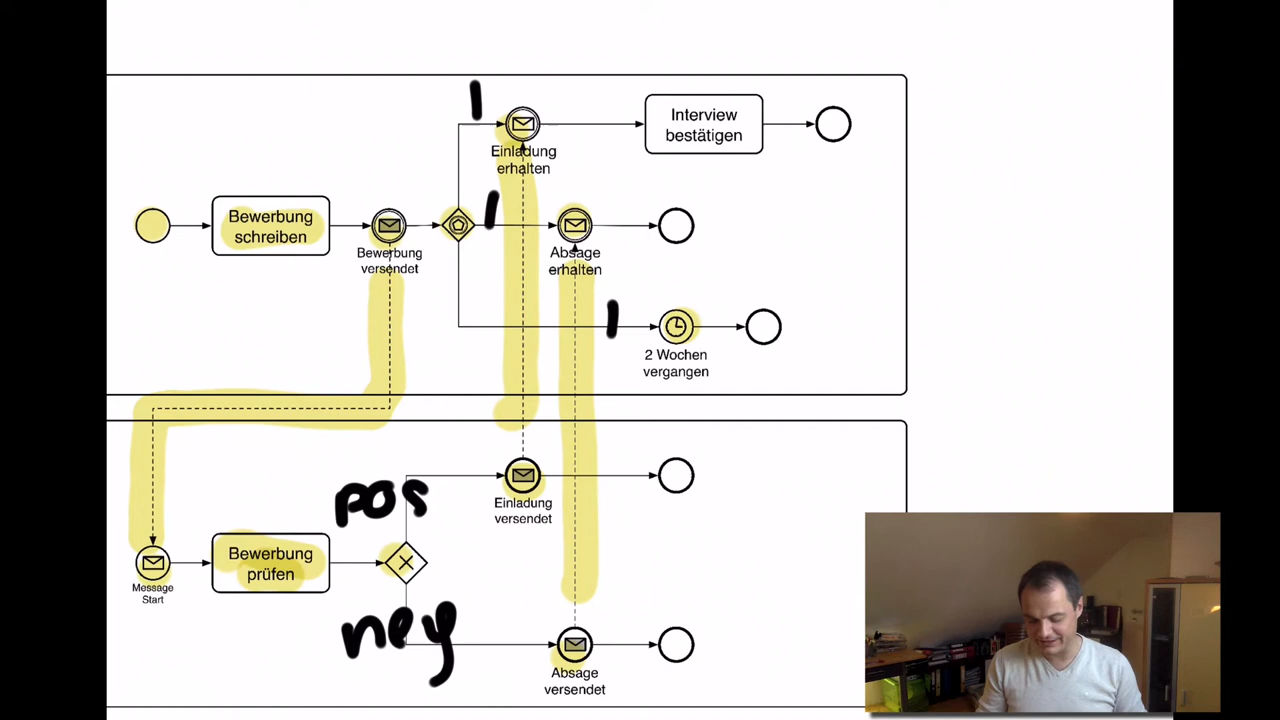 I
Einladung
erhalten
Interview
bestätigen
Bewerbung
schreiben
Bewerbung
versendet
I
Absage
erhalten
I
2 Wochen
vergangen
pos
Einladung
versendet
Message
Start
Bewerbung
prüfen
neg
Absage
versendet